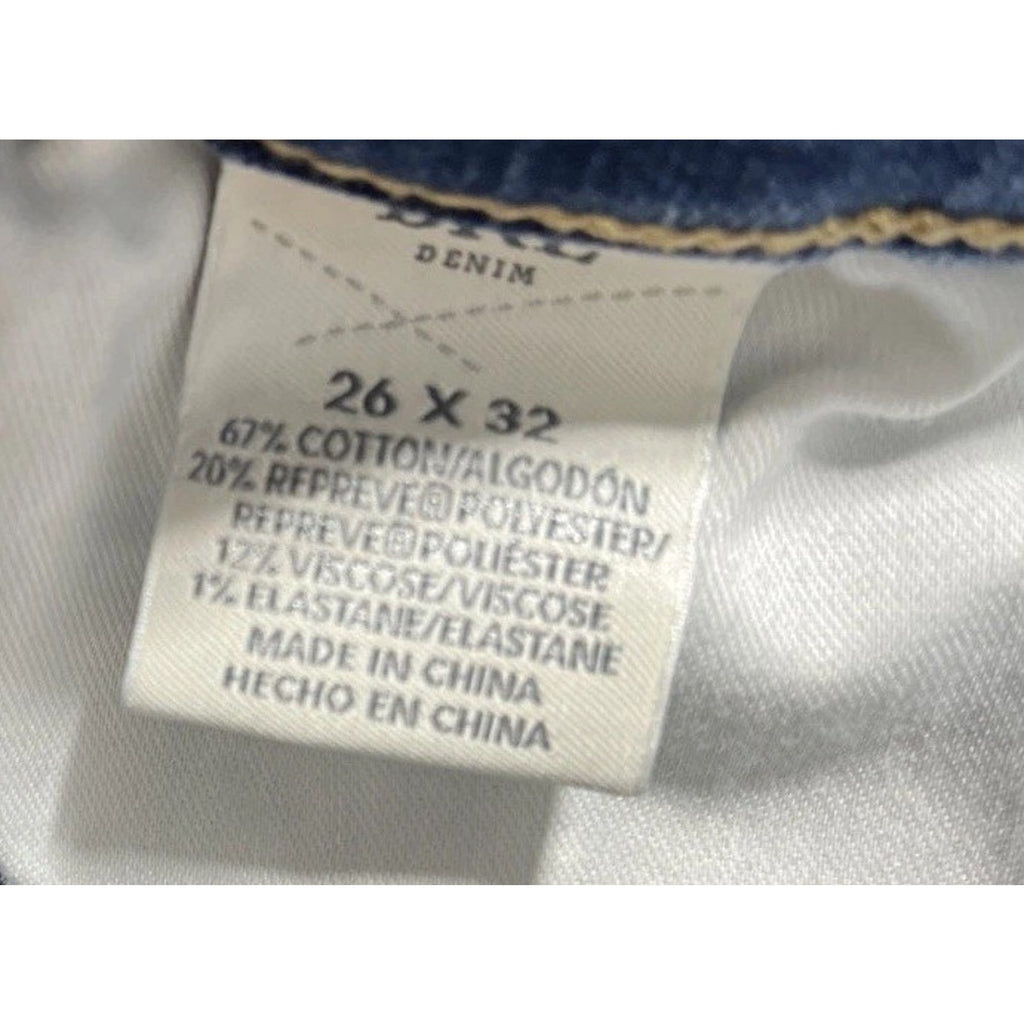 DENIM
26 X 32
67% COTTON/ALGODÓN
20% REPREVE® POLYESTER/
REPREVE® POLIÉSTER
12% VISCOSE/VISCOSE
1% ELASTANE/ELASTANE
MADE IN CHINA
HECHO EN CHINA